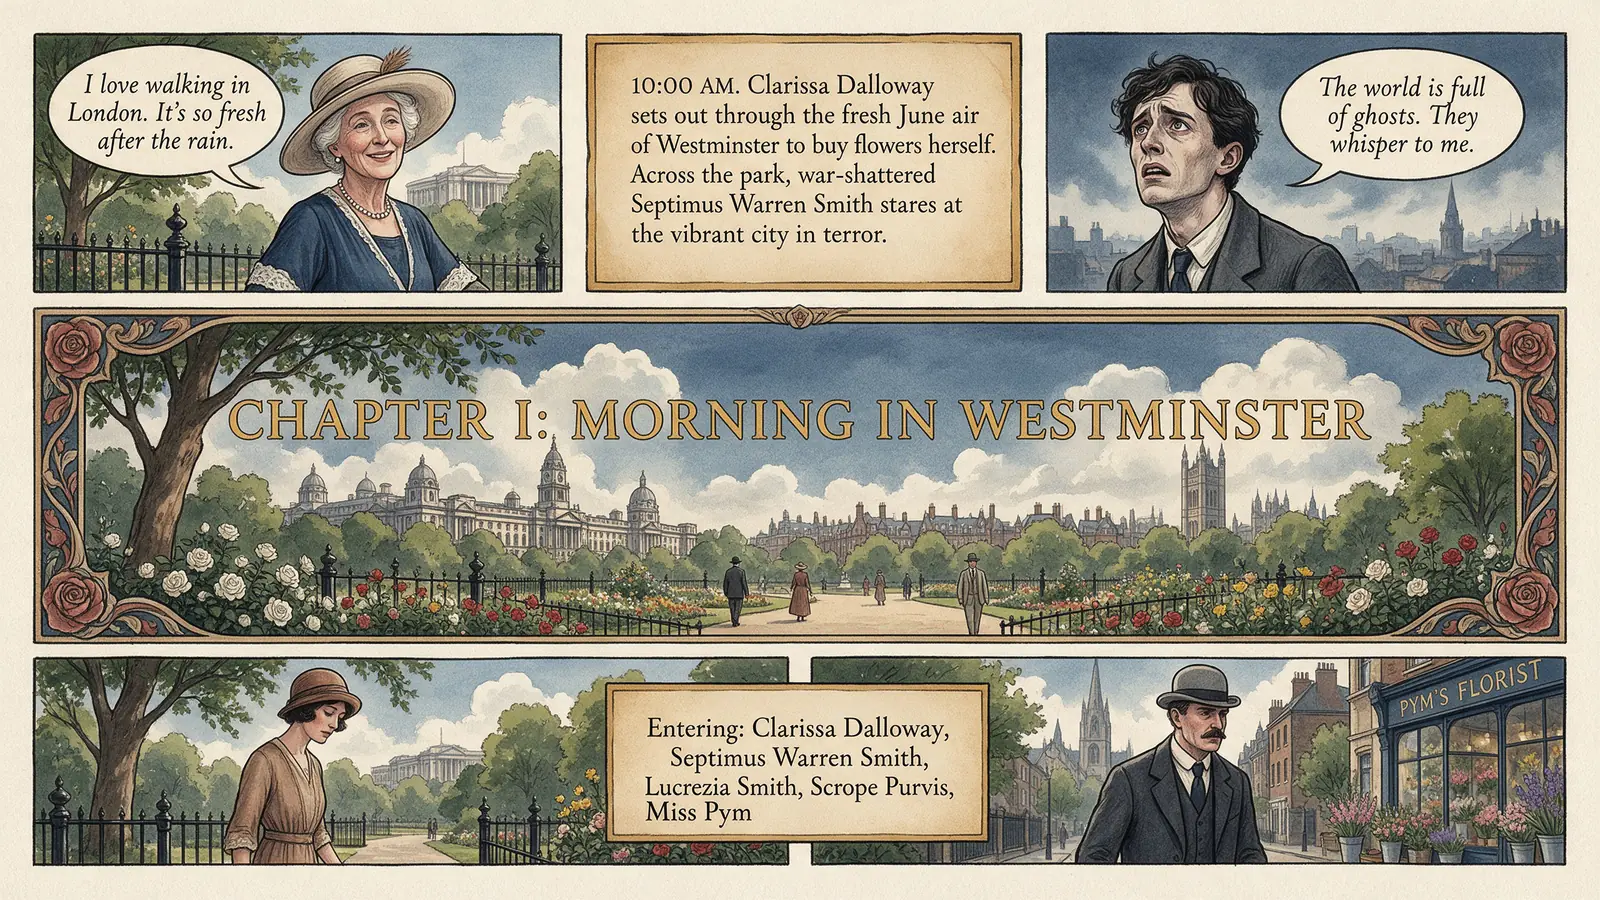 I love walking in
London. It's so fresh
after the rain.
10:00 AM. Clarissa Dalloway
sets out through the fresh June air
of Westminster to buy flowers herself.
Across the park, war-shattered
Septimus Warren Smith stares at
the vibrant city in terror.
The world is full
of ghosts. They
whisper to me.
CHAPTER I: MORNING IN WESTMINSTER
Entering: Clarissa Dalloway,
Septimus Warren Smith,
Lucrezia Smith, Scrope Purvis,
Miss Pym
PYM'S FLORIST